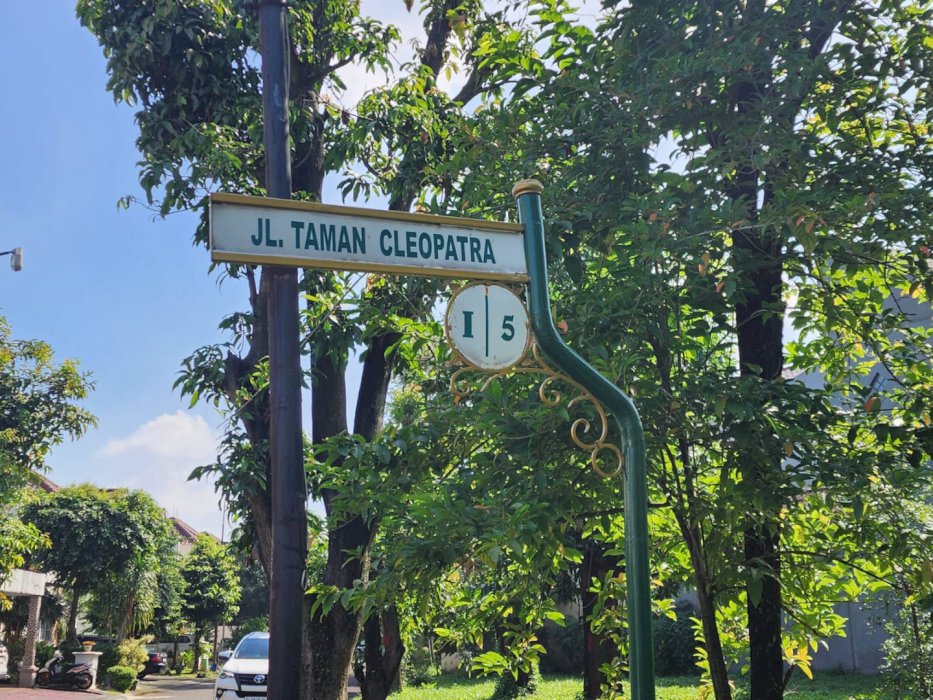 JL. TAMAN CLEOPATRA
I 5